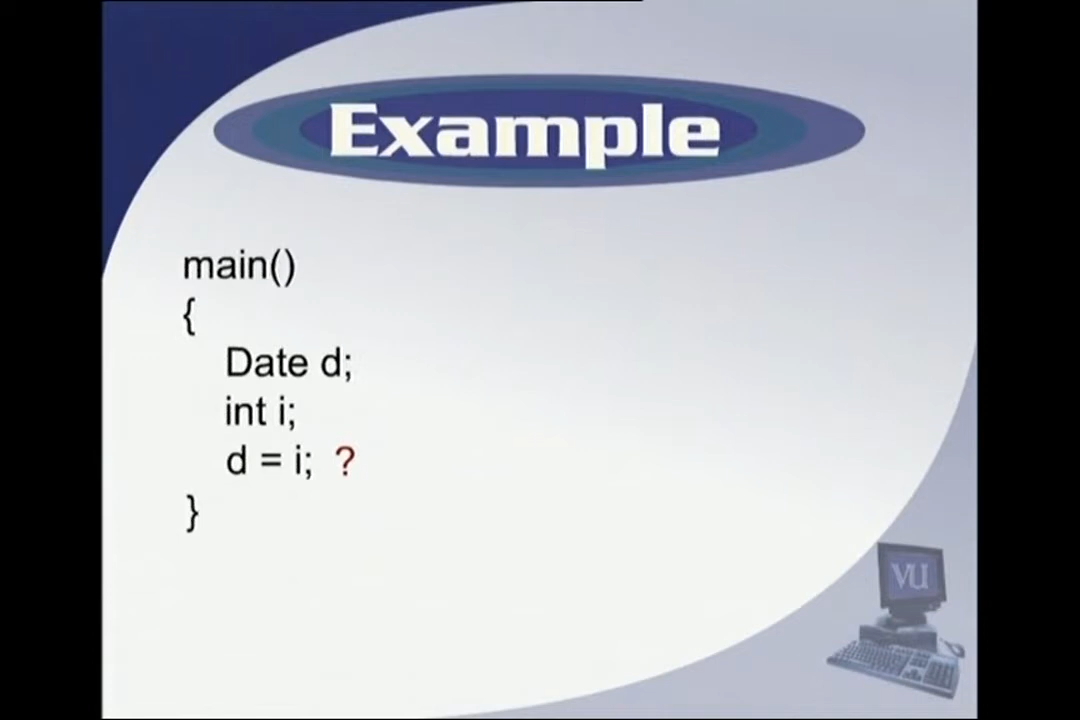 Example
main()
{
Date d;
int i;
d = i; ?
}
VU